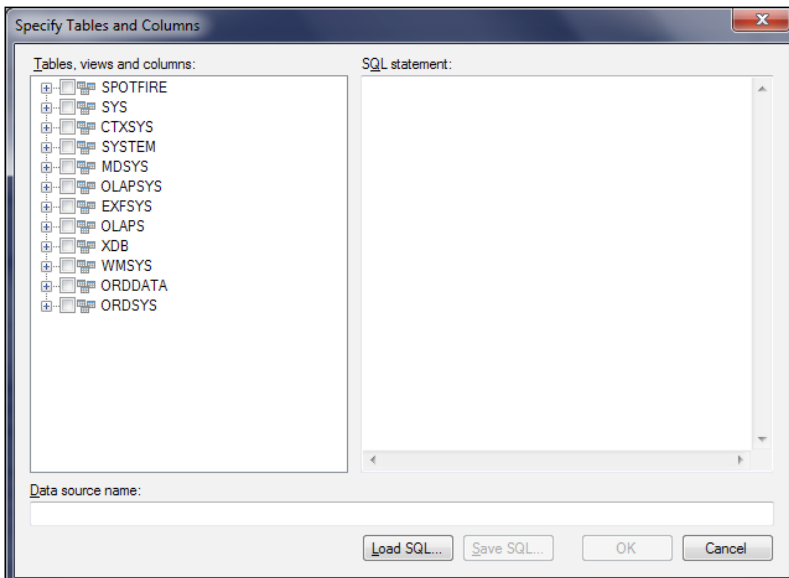 Specify Tables and Columns
Tables, views and columns:
SQL statement:
SPOTFIRE
SYS
CTXSYS
SYSTEM
MDSYS
OLAPSYS
EXFSYS
OLAPS
XDB
WMSYS
ORDDATA
ORDSYS
Data source name:
Load SQL... Save SQL... OK Cancel